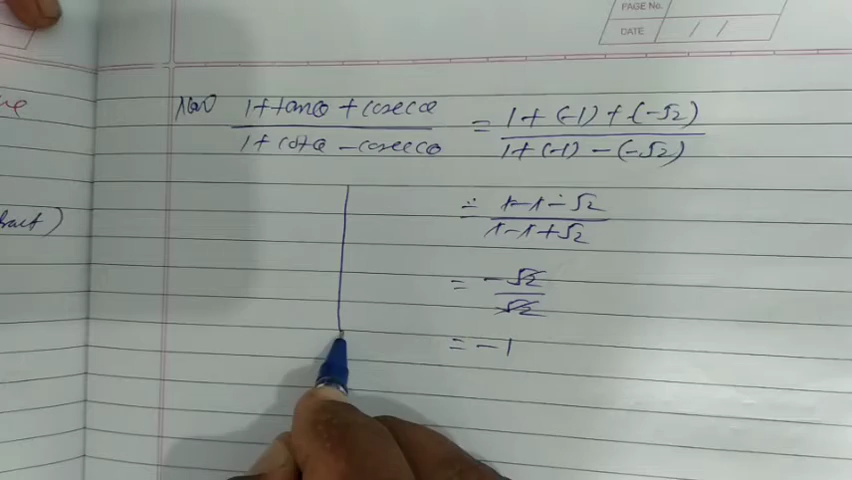 PAGE No.
DATE / /
Now (1+tanθ+cosecθ)/(1+cotθ-cosecθ) = (1+(-1)+(-√2))/(1+(-1)-(-√2))
= (1-1-√2)/(1-1+√2)
= -√2/√2
= -1